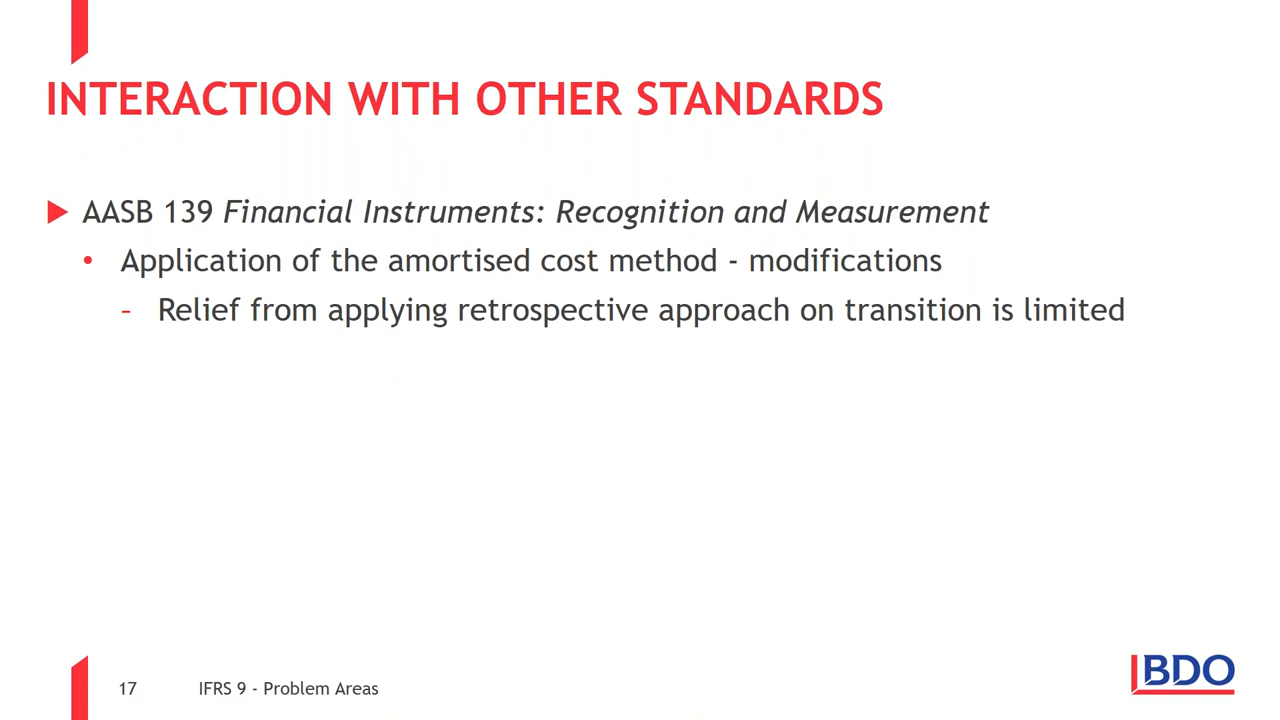 INTERACTION WITH OTHER STANDARDS
AASB 139 Financial Instruments: Recognition and Measurement
• Application of the amortised cost method - modifications
– Relief from applying retrospective approach on transition is limited
17 IFRS 9 - Problem Areas
BDO